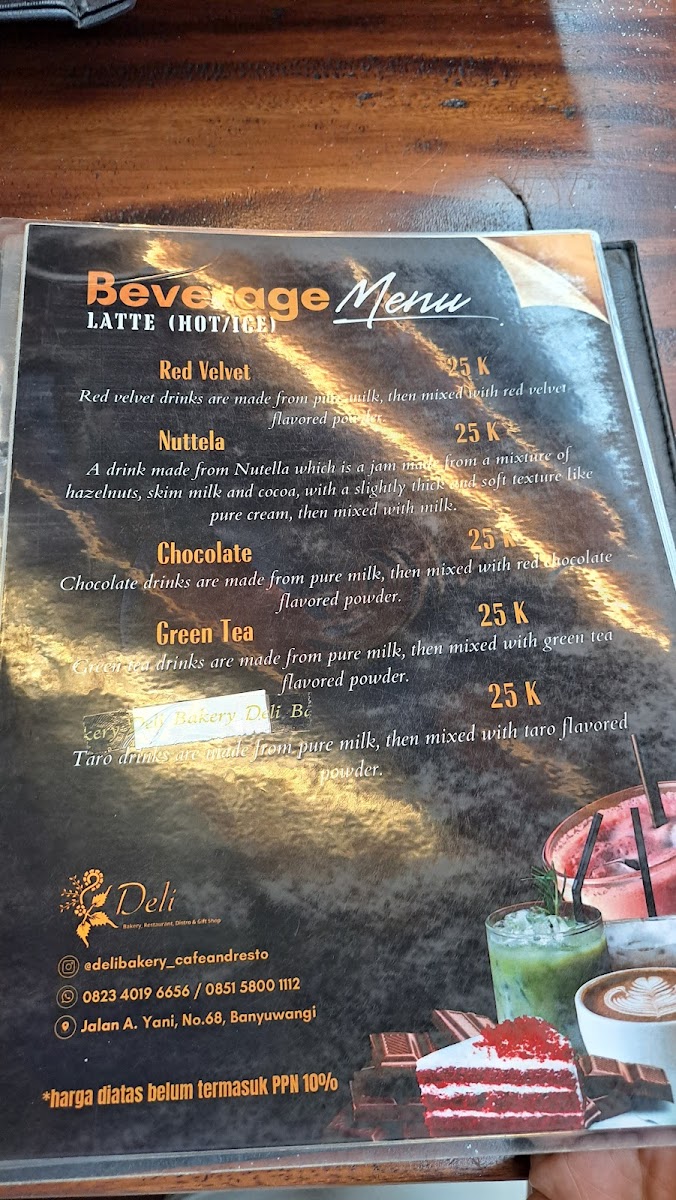 Beverage Menu
LATTE (HOT/ICE)
Red Velvet 25 K
Red velvet drinks are made from pure milk, then mixed with red velvet
flavored powder.
Nuttela 25 K
A drink made from Nutella which is a jam made from a mixture of
hazelnuts, skim milk and cocoa, with a slightly thick and soft texture like
pure cream, then mixed with milk.
Chocolate 25 K
Chocolate drinks are made from pure milk, then mixed with red chocolate
flavored powder.
Green Tea 25 K
Green tea drinks are made from pure milk, then mixed with green tea
flavored powder.
kery Deli Bakery Deli Ba 25 K
Taro drinks are made from pure milk, then mixed with taro flavored
powder.
Deli
Bakery, Restaurant, Distro & Gift Shop
@delibakery_cafeandresto
0823 4019 6656 / 0851 5800 1112
Jalan A. Yani, No.68, Banyuwangi
*harga diatas belum termasuk PPN 10%